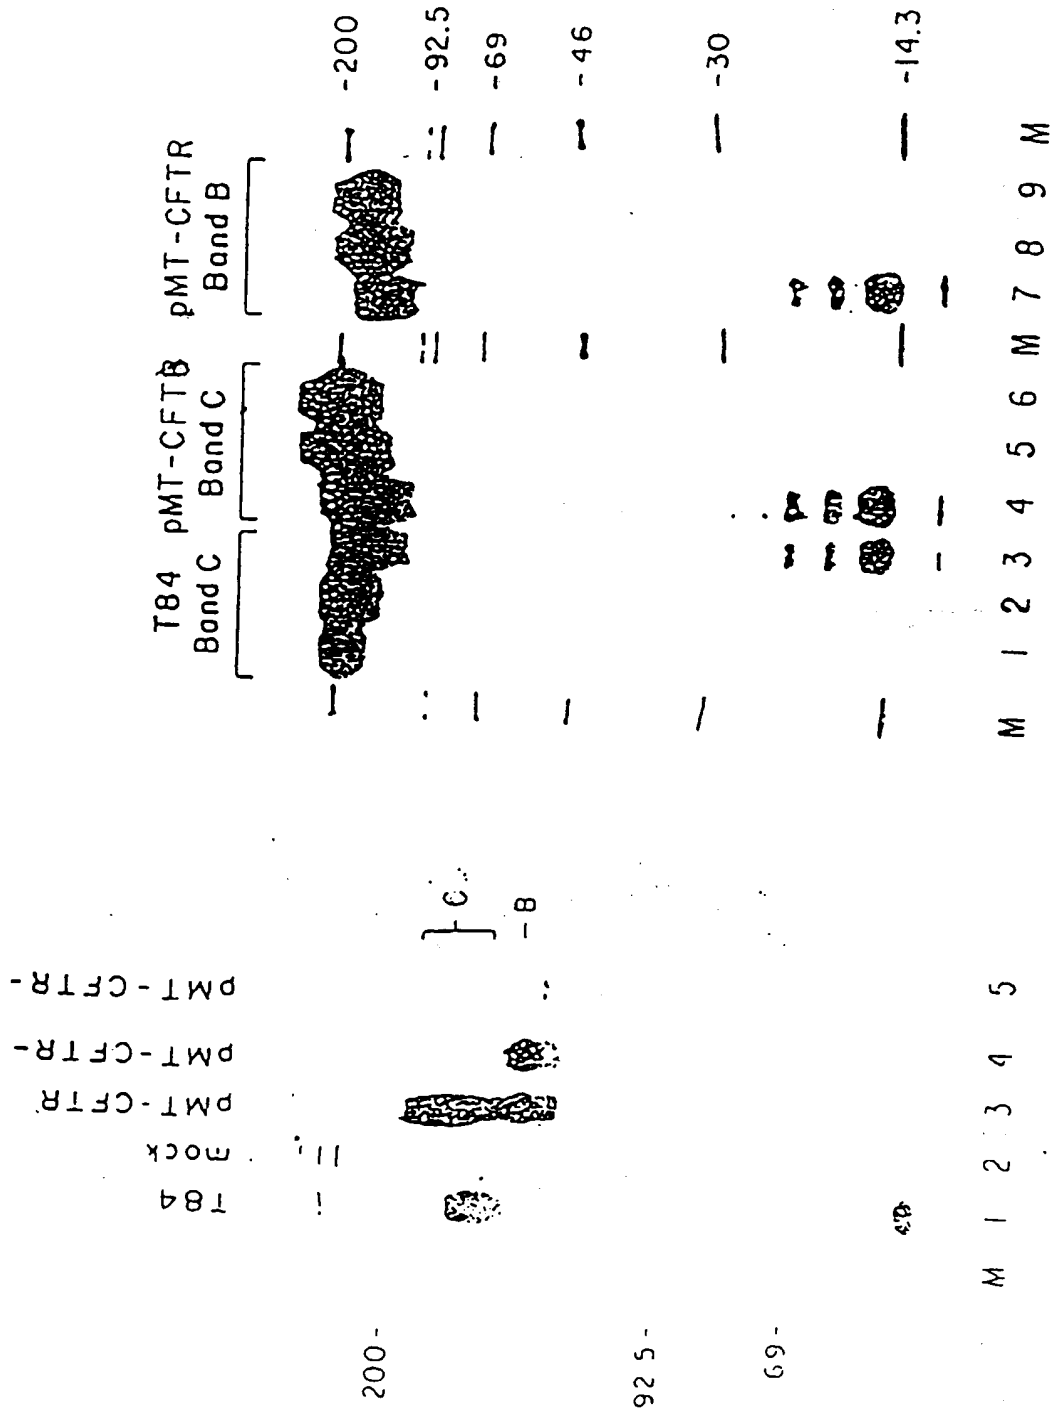 T84
Band C
pMT-CFTR
Band C
pMT-CFTR
Band B
-200
-92.5
-69
-46
-30
-14.3
M 1 2 3 4 5 6 M 7 8 9 M
T84
mock
pMT-CFTR
pMT-CFTR-
pMT-CFTR-
C
-B
200-
92 5-
69-
M 1 2 3 4 5